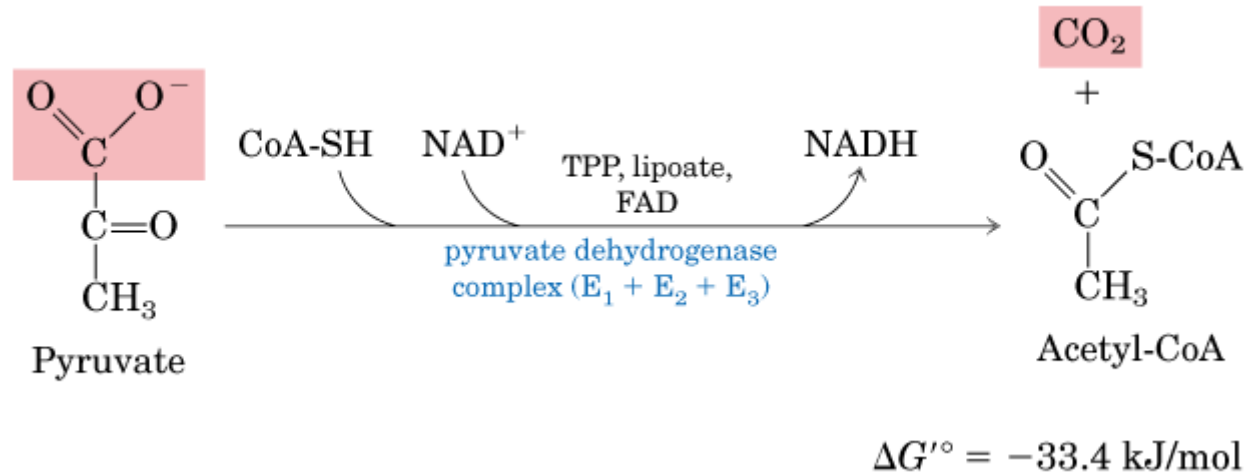 CO₂
+
O O⁻
C
C=O
CH₃
Pyruvate
CoA-SH NAD⁺ NADH
TPP, lipoate,
FAD
pyruvate dehydrogenase
complex (E₁ + E₂ + E₃)
O S-CoA
C
CH₃
Acetyl-CoA
ΔG′° = −33.4 kJ/mol